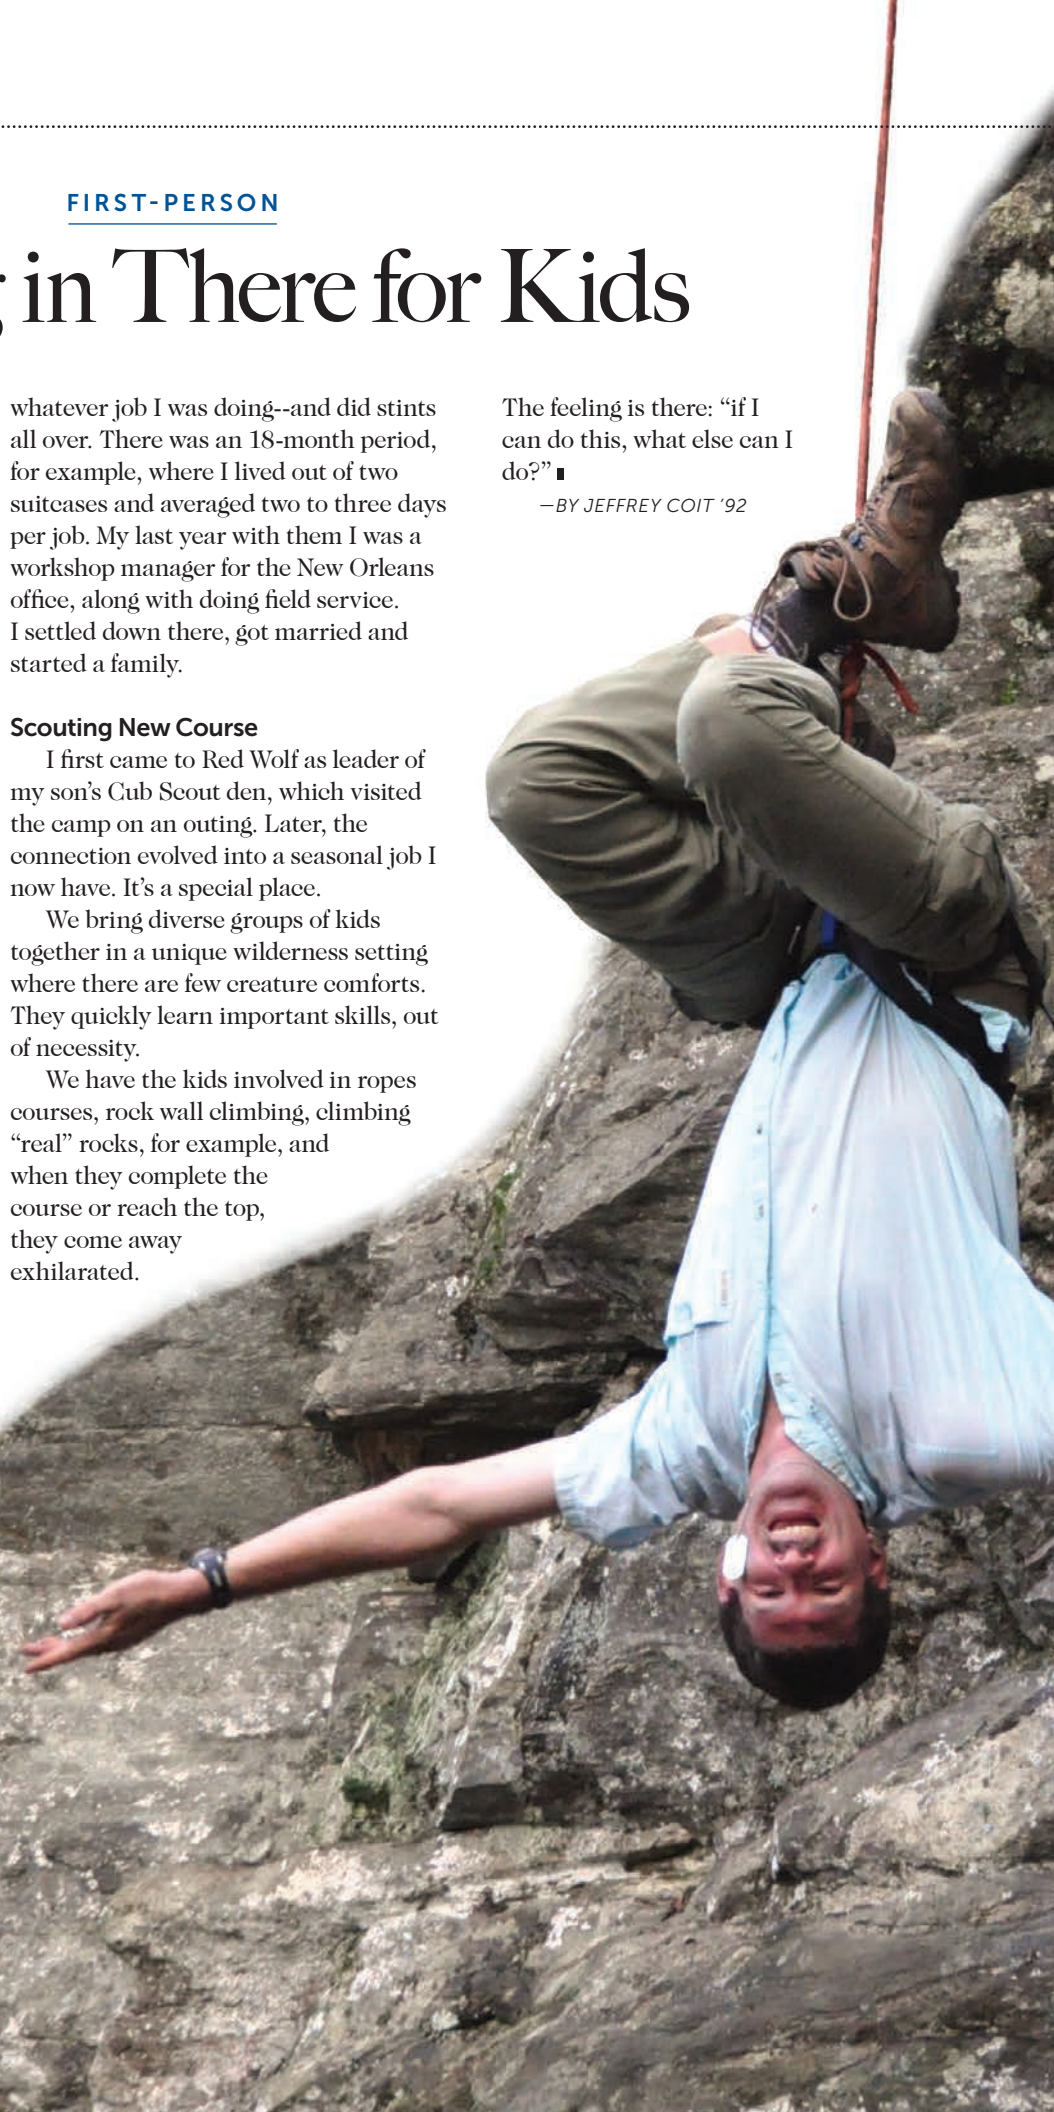 FIRST-PERSON
in There for Kids
whatever job I was doing--and did stints
all over. There was an 18-month period,
for example, where I lived out of two
suitcases and averaged two to three days
per job. My last year with them I was a
workshop manager for the New Orleans
office, along with doing field service.
I settled down there, got married and
started a family.
Scouting New Course
I first came to Red Wolf as leader of
my son’s Cub Scout den, which visited
the camp on an outing. Later, the
connection evolved into a seasonal job I
now have. It’s a special place.
We bring diverse groups of kids
together in a unique wilderness setting
where there are few creature comforts.
They quickly learn important skills, out
of necessity.
We have the kids involved in ropes
courses, rock wall climbing, climbing
“real” rocks, for example, and
when they complete the
course or reach the top,
they come away
exhilarated.
The feeling is there: “if I
can do this, what else can I
do?”
—BY JEFFREY COIT ’92